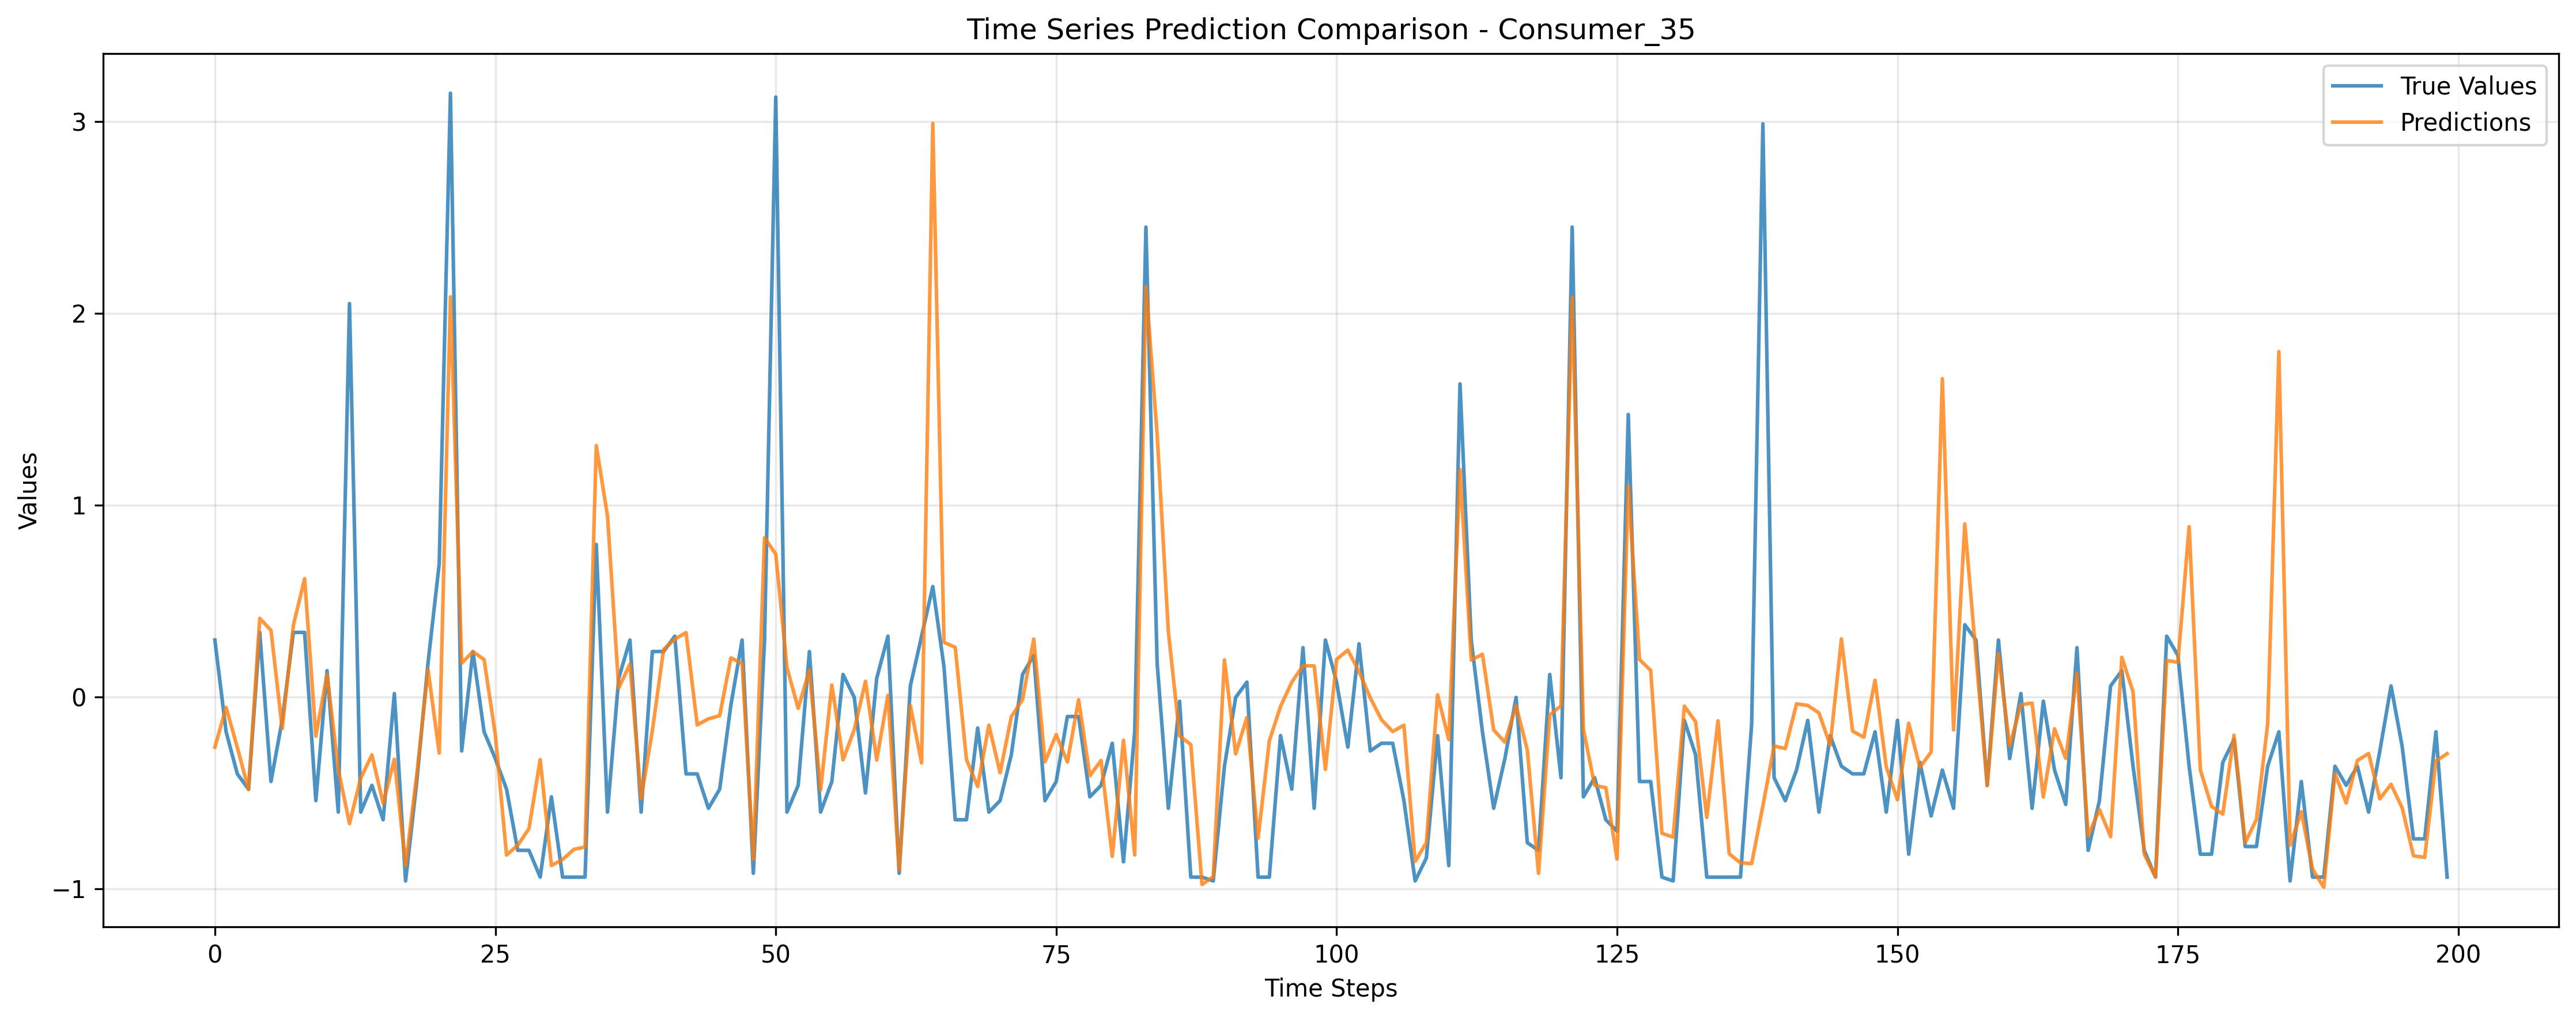 Time Series Prediction Comparison - Consumer_35
True Values
Predictions
Values
3
2
1
0
−1
0 25 50 75 100 125 150 175 200
Time Steps